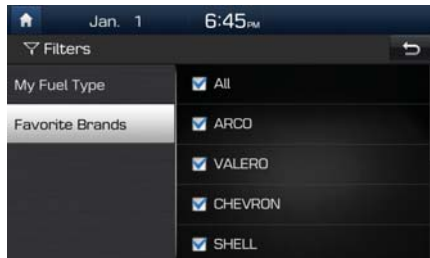 Jan. 1 6:45PM
Filters
My Fuel Type
All
Favorite Brands
ARCO
VALERO
CHEVRON
SHELL